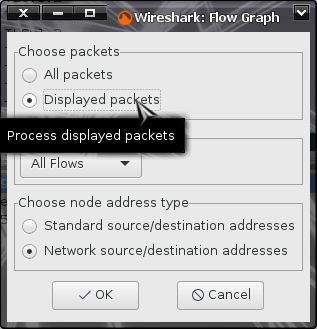 Wireshark: Flow Graph
Choose packets
All packets
Displayed packets
Process displayed packets
All Flows
Choose node address type
Standard source/destination addresses
Network source/destination addresses
OK
Cancel